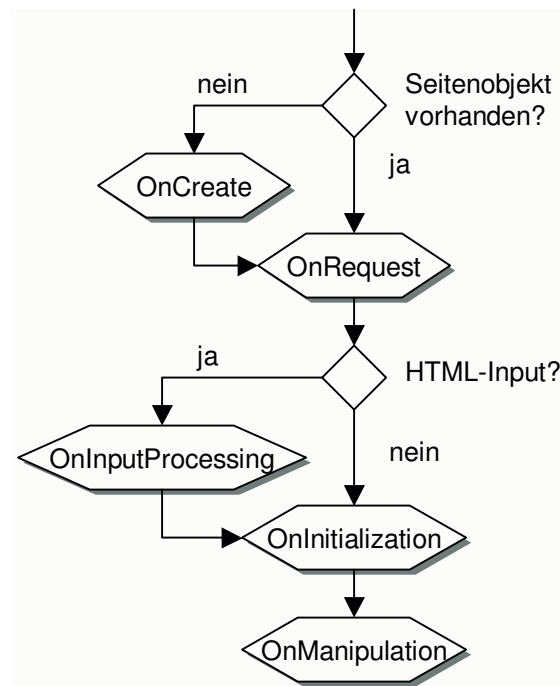 nein
Seitenobjekt
vorhanden?
OnCreate
ja
OnRequest
ja
HTML-Input?
OnInputProcessing
nein
OnInitialization
OnManipulation